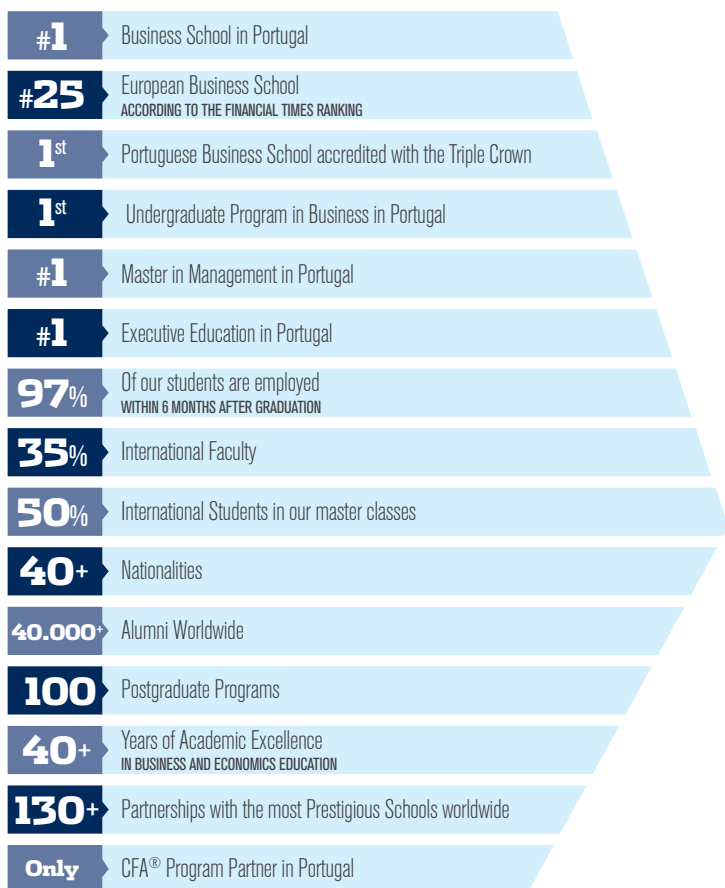 #1 Business School in Portugal
#25 European Business School
ACCORDING TO THE FINANCIAL TIMES RANKING
1st Portuguese Business School accredited with the Triple Crown
1st Undergraduate Program in Business in Portugal
#1 Master in Management in Portugal
#1 Executive Education in Portugal
97% Of our students are employed
WITHIN 6 MONTHS AFTER GRADUATION
35% International Faculty
50% International Students in our master classes
40+ Nationalities
40.000+ Alumni Worldwide
100 Postgraduate Programs
40+ Years of Academic Excellence
IN BUSINESS AND ECONOMICS EDUCATION
130+ Partnerships with the most Prestigious Schools worldwide
Only CFA® Program Partner in Portugal